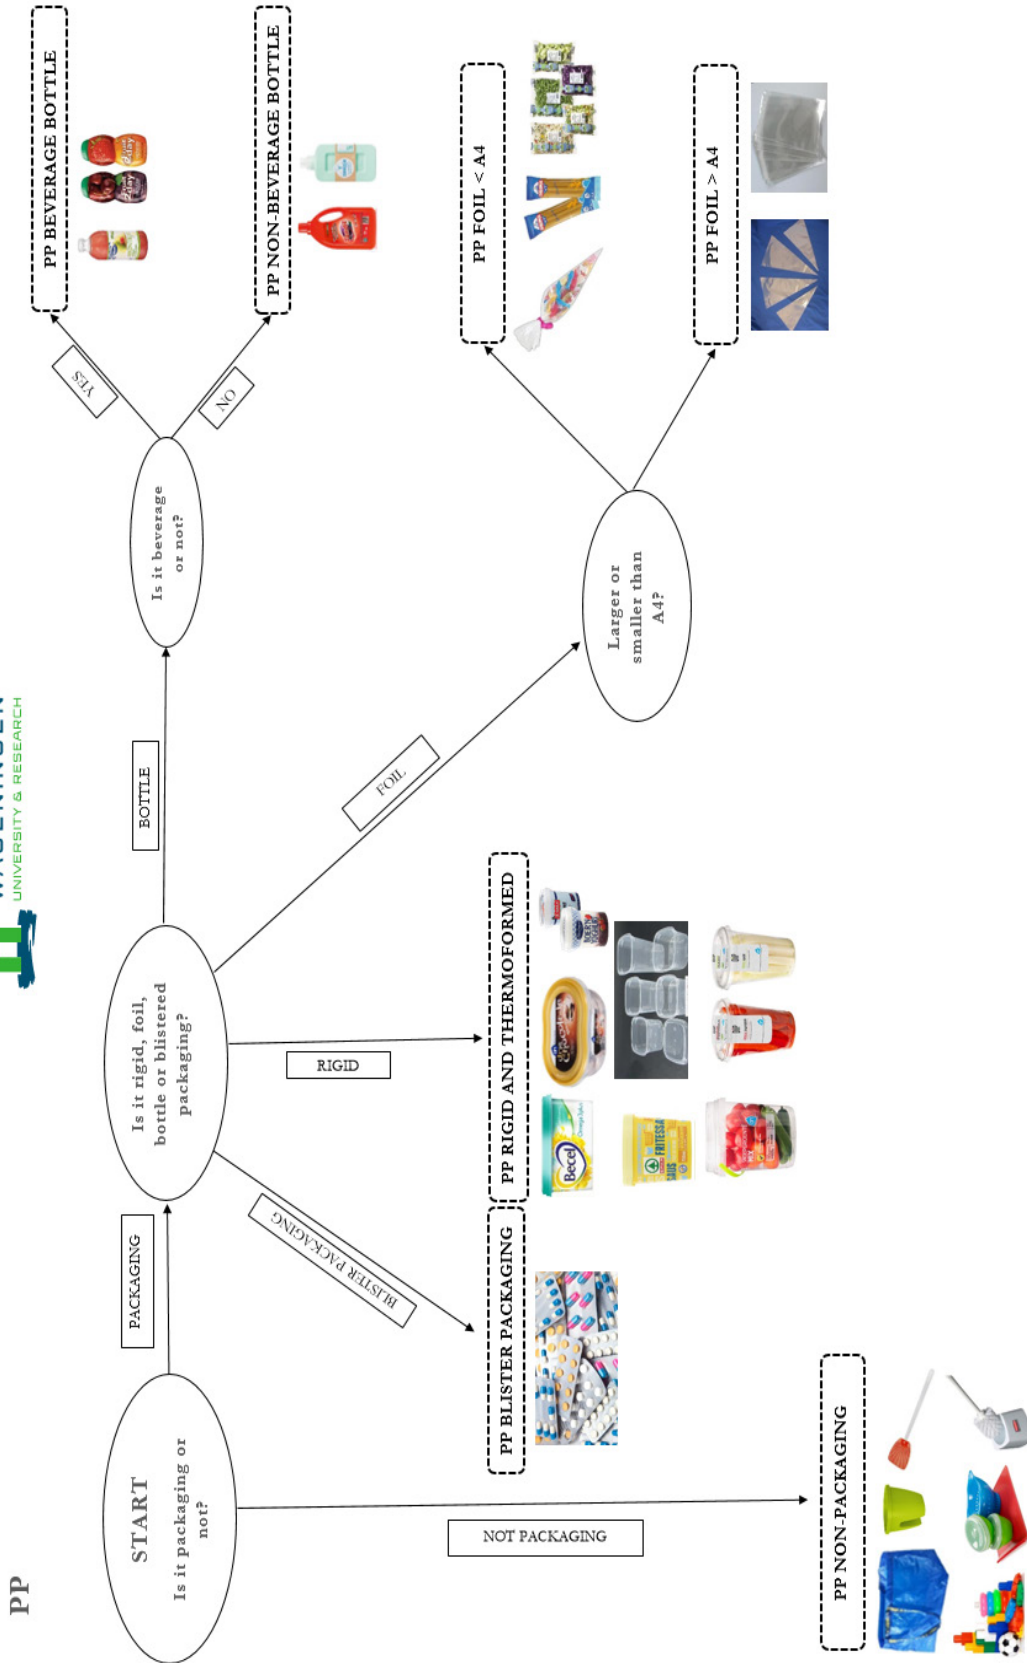 PP
UNIVERSITY & RESEARCH
START
Is it packaging or
not?
PACKAGING
Is it rigid, foil,
bottle or blistered
packaging?
BOTTLE
Is it beverage
or not?
YES
PP BEVERAGE BOTTLE
NO
PP NON-BEVERAGE BOTTLE
FOIL
Larger or
smaller than
A4?
PP FOIL < A4
PP FOIL > A4
RIGID
PP RIGID AND THERMOFORMED
Becel
FRITESSAUS
BLISTER PACKAGING
PP BLISTER PACKAGING
NOT PACKAGING
PP NON-PACKAGING